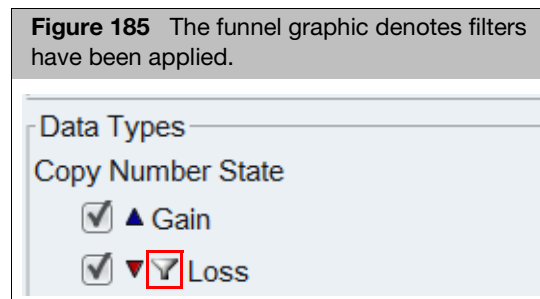 Figure 185 The funnel graphic denotes filters
have been applied.
Data Types
Copy Number State
Gain
Loss